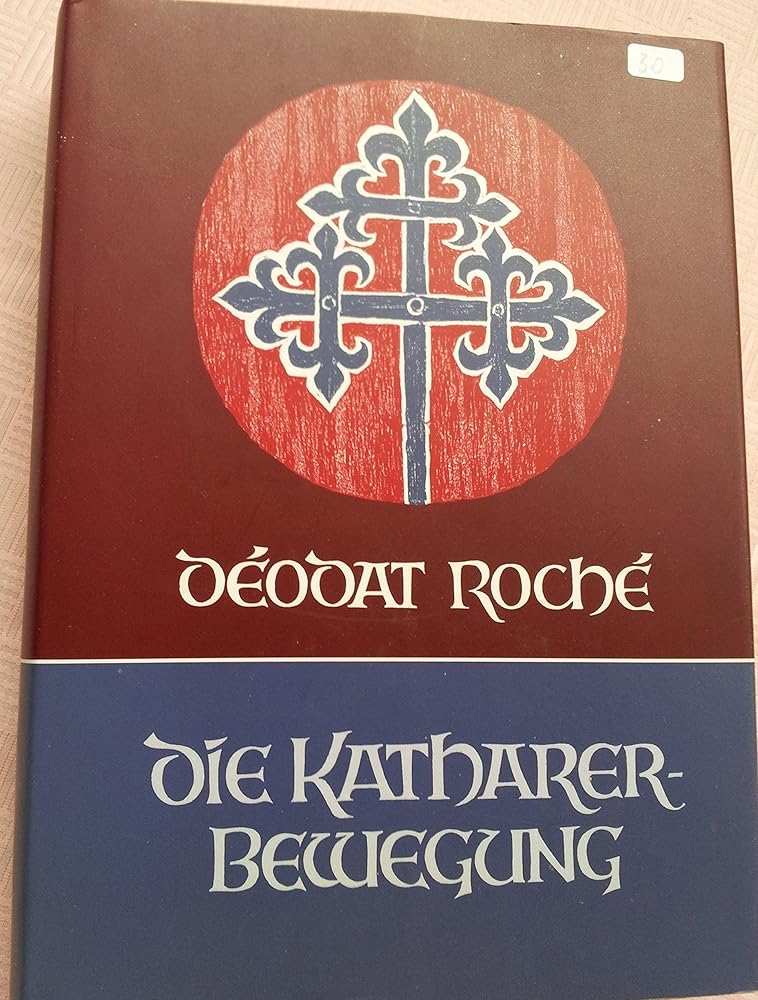 30
DÉODAT ROCHÉ
DIE KATHARER-
BEWEGUNG